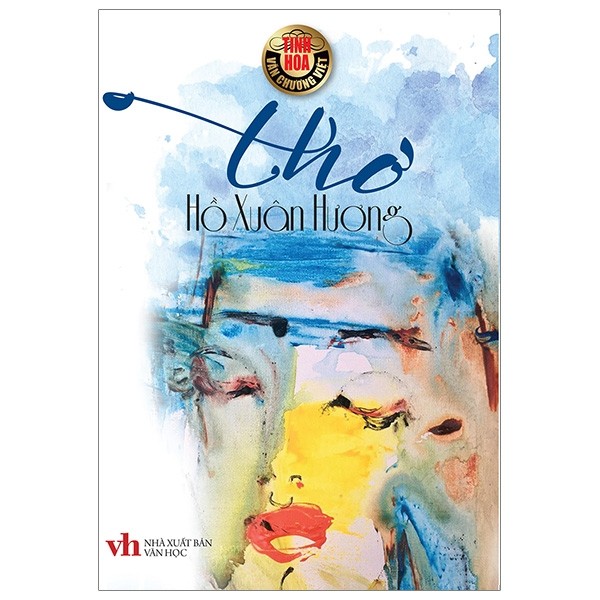 TINH
HOA
VĂN CHƯƠNG VIỆT
Thơ
Hồ Xuân Hương
vh NHÀ XUẤT BẢN
VĂN HỌC